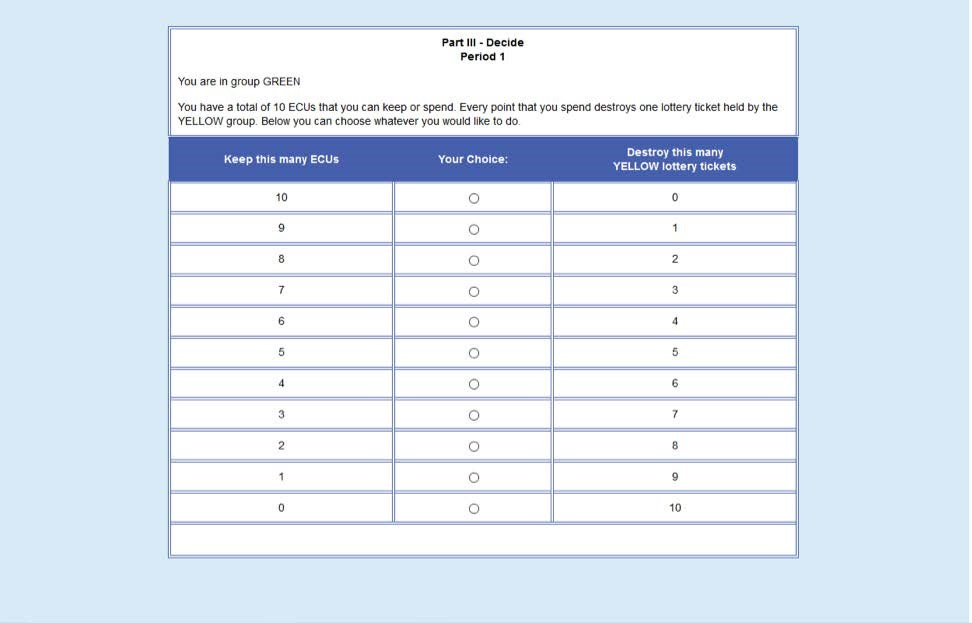 Part III - Decide
Period 1
You are in group GREEN
You have a total of 10 ECUs that you can keep or spend. Every point that you spend destroys one lottery ticket held by the
YELLOW group. Below you can choose whatever you would like to do.
Keep this many ECUs Your Choice: Destroy this many
YELLOW lottery tickets
10 0
9 1
8 2
7 3
6 4
5 5
4 6
3 7
2 8
1 9
0 10